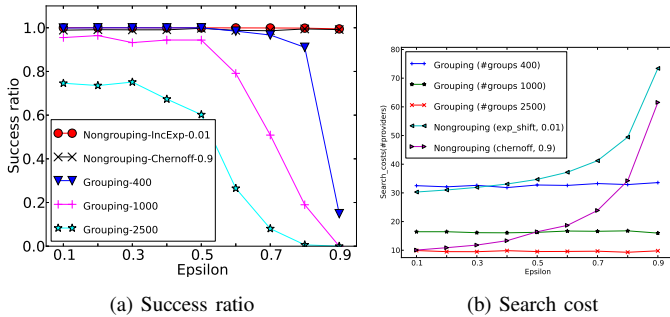 1.0
0.8
0.6
0.4
0.2
0.0
Success ratio
Nongrouping-IncExp-0.01
Nongrouping-Chernoff-0.9
Grouping-400
Grouping-1000
Grouping-2500
0.1 0.3 0.5 0.7 0.9
Epsilon
(a) Success ratio
80
70
60
50
40
30
20
10
Search_costs(#providers)
Grouping (#groups 400)
Grouping (#groups 1000)
Grouping (#groups 2500)
Nongrouping (exp_shift, 0.01)
Nongrouping (chernoff, 0.9)
0.1 0.3 0.5 0.7 0.9
Epsilon
(b) Search cost